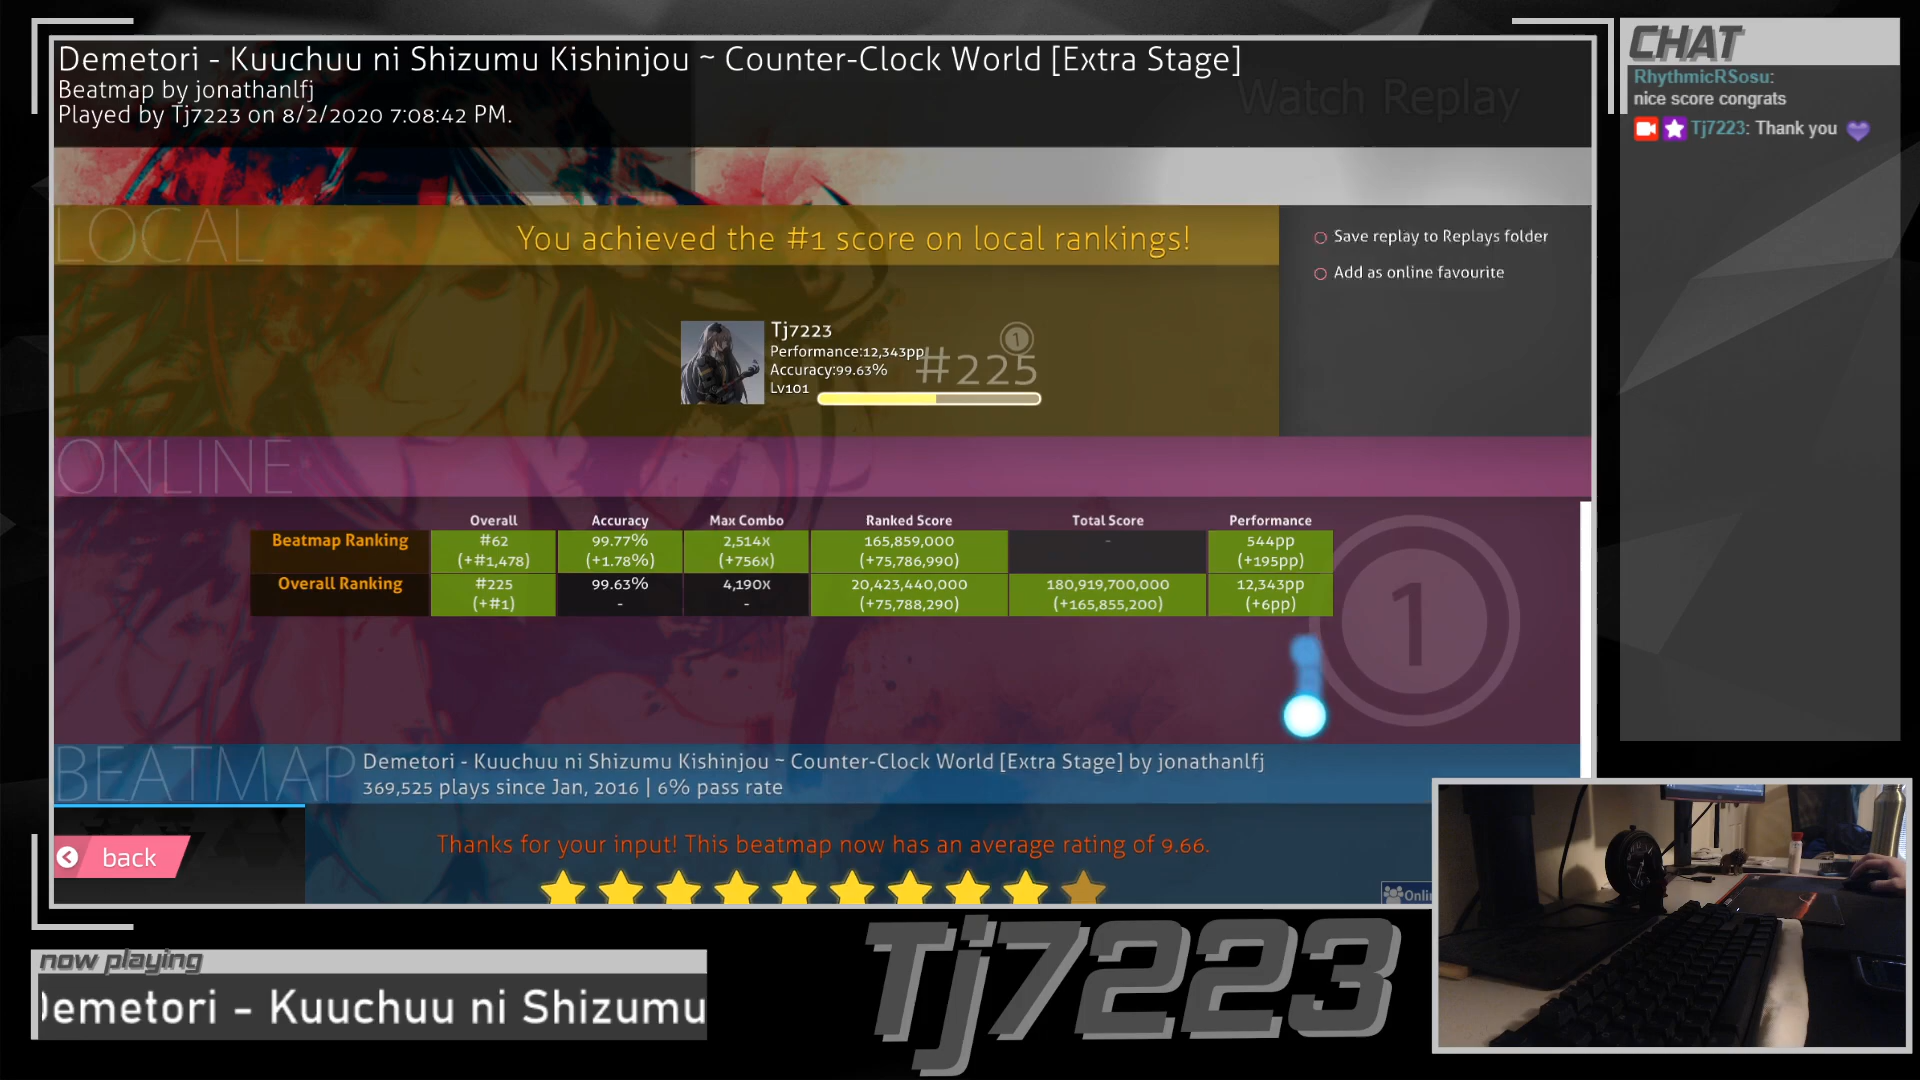 Demetori - Kuuchuu ni Shizumu Kishinjou ~ Counter-Clock World [Extra Stage]
Beatmap by jonathanlfj
Played by Tj7223 on 8/2/2020 7:08:42 PM.
Watch Replay
LOCAL
You achieved the #1 score on local rankings!
Save replay to Replays folder
Add as online favourite
Tj7223
Performance:12,343pp
Accuracy:99.63%
Lv101
#225
1
ONLINE
Overall Accuracy Max Combo Ranked Score Total Score Performance
Beatmap Ranking #62 99.77% 2,514x 165,859,000 - 544pp
(+#1,478) (+1.78%) (+756x) (+75,786,990) (+195pp)
Overall Ranking #225 99.63% 4,190x 20,423,440,000 180,919,700,000 12,343pp
(+#1) - - (+75,788,290) (+165,855,200) (+6pp)
1
BEATMAP
Demetori - Kuuchuu ni Shizumu Kishinjou ~ Counter-Clock World [Extra Stage] by jonathanlfj
369,525 plays since Jan, 2016 | 6% pass rate
Thanks for your input! This beatmap now has an average rating of 9.66.
back
Onli
now playing
Demetori - Kuuchuu ni Shizumu
Tj7223
CHAT
RhythmicRSosu:
nice score congrats
Tj7223: Thank you